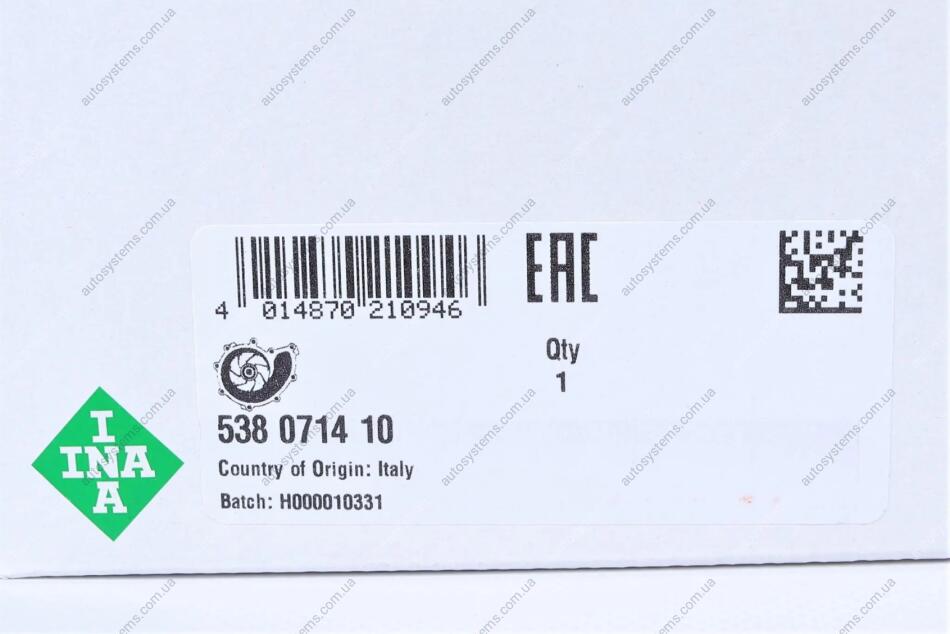 4 014870 210946
EAC
Qty
1
538 0714 10
Country of Origin: Italy
Batch: H000010331
INA
INA
autosystems.com.ua